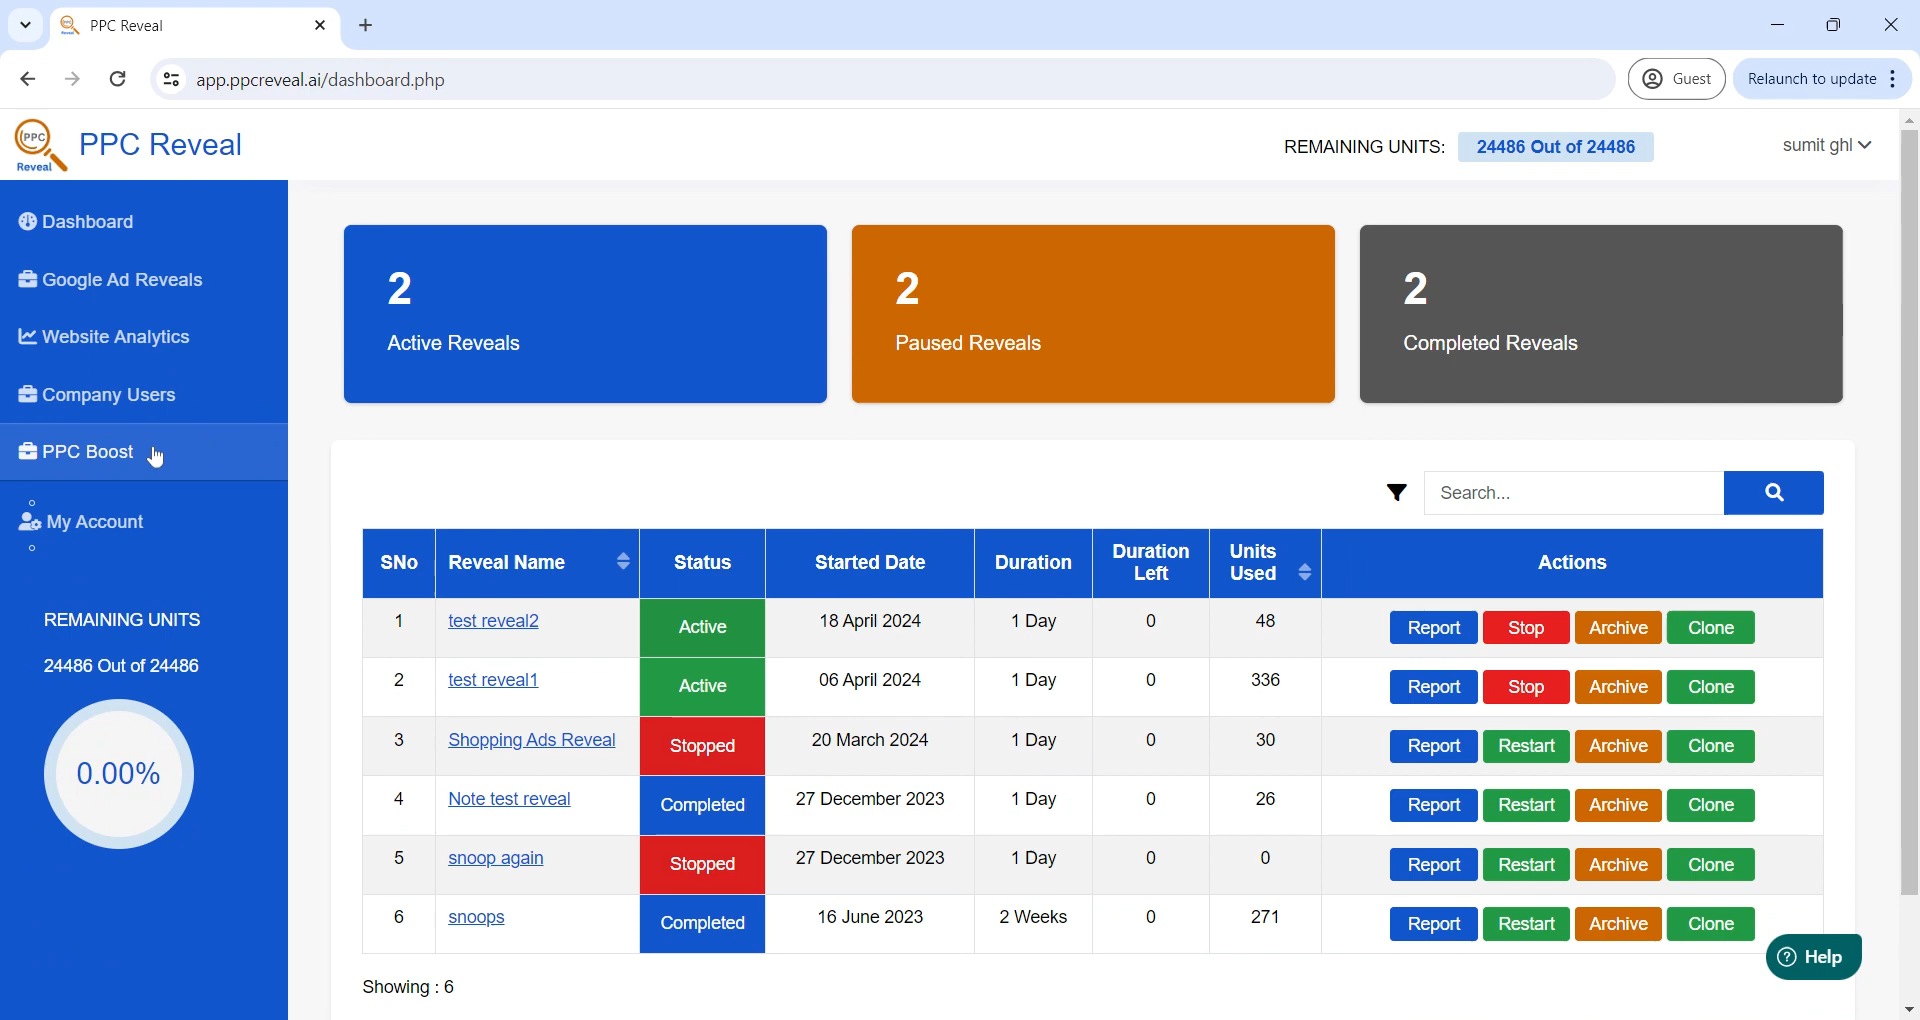 PPC Reveal
app.ppcreveal.ai/dashboard.php
Guest
Relaunch to update
PPC
Reveal
PPC Reveal
REMAINING UNITS: 24486 Out of 24486
sumit ghl
Dashboard
Google Ad Reveals
Website Analytics
Company Users
PPC Boost
My Account
REMAINING UNITS
24486 Out of 24486
0.00%
2
Active Reveals
2
Paused Reveals
2
Completed Reveals
Search...
SNo Reveal Name Status Started Date Duration Duration Left Units Used Actions
1 test reveal2 Active 18 April 2024 1 Day 0 48 Report Stop Archive Clone
2 test reveal1 Active 06 April 2024 1 Day 0 336 Report Stop Archive Clone
3 Shopping Ads Reveal Stopped 20 March 2024 1 Day 0 30 Report Restart Archive Clone
4 Note test reveal Completed 27 December 2023 1 Day 0 26 Report Restart Archive Clone
5 snoop again Stopped 27 December 2023 1 Day 0 0 Report Restart Archive Clone
6 snoops Completed 16 June 2023 2 Weeks 0 271 Report Restart Archive Clone
Showing : 6
Help